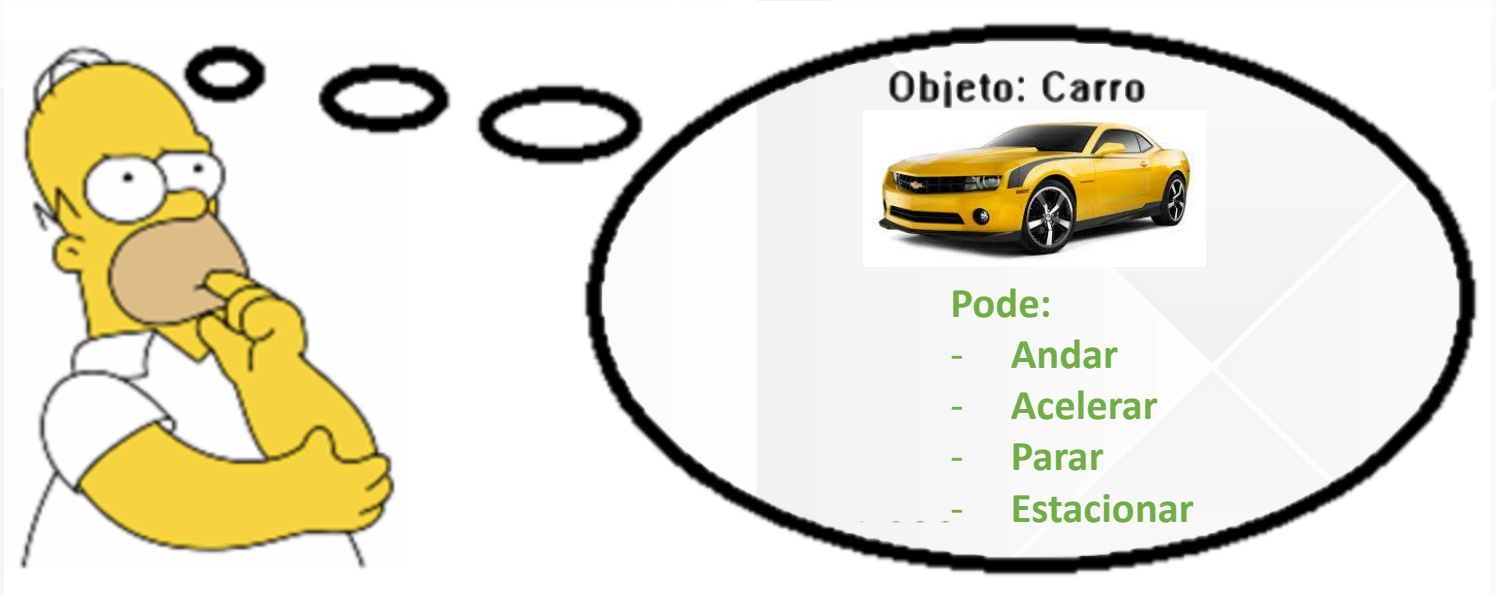 Objeto: Carro
Pode:
- Andar
- Acelerar
- Parar
- Estacionar